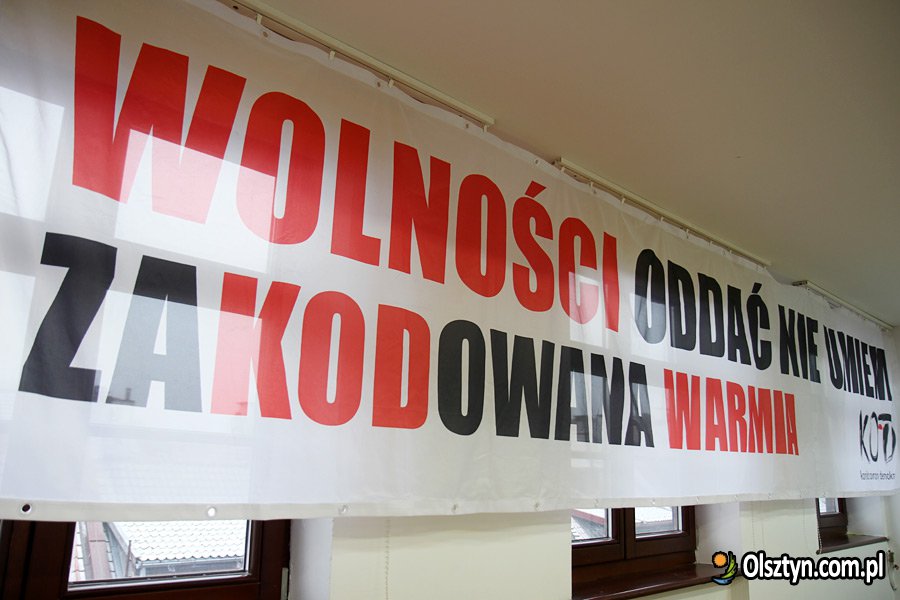 WOLNOŚCI ODDAĆ NIE UMIEM
ZAKODOWANA WARMIA
KOD
Olsztyn.com.pl